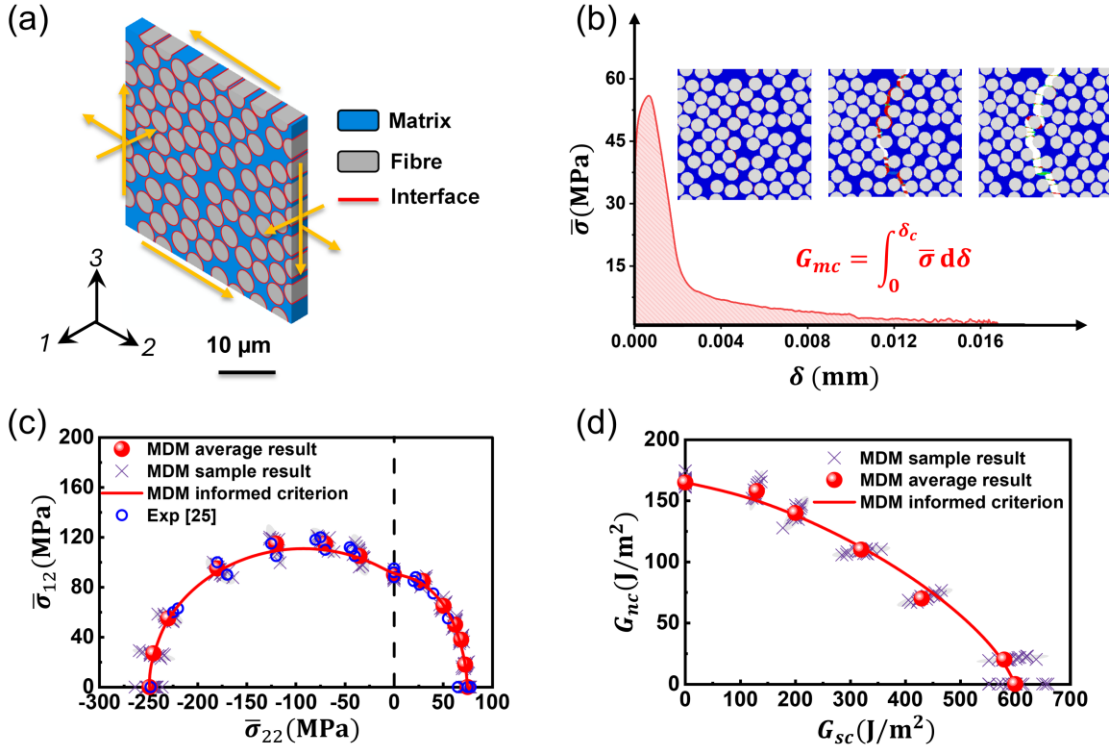 (a)
Matrix
Fibre
Interface
3
1
2
10 μm
(b)
σ̅(MPa)
60
45
30
15
0.000
0.004
0.008
0.012
0.016
δ (mm)
G_mc = ∫_0^{δ_c} σ̅ dδ
(c)
200
160
120
80
40
0
-300 -250 -200 -150 -100 -50 0 50 100
σ̅_12(MPa)
σ̅_22(MPa)
MDM average result
MDM sample result
MDM informed criterion
Exp [25]
(d)
200
150
100
50
0
0 100 200 300 400 500 600 700
G_nc(J/m²)
G_sc(J/m²)
MDM sample result
MDM average result
MDM informed criterion